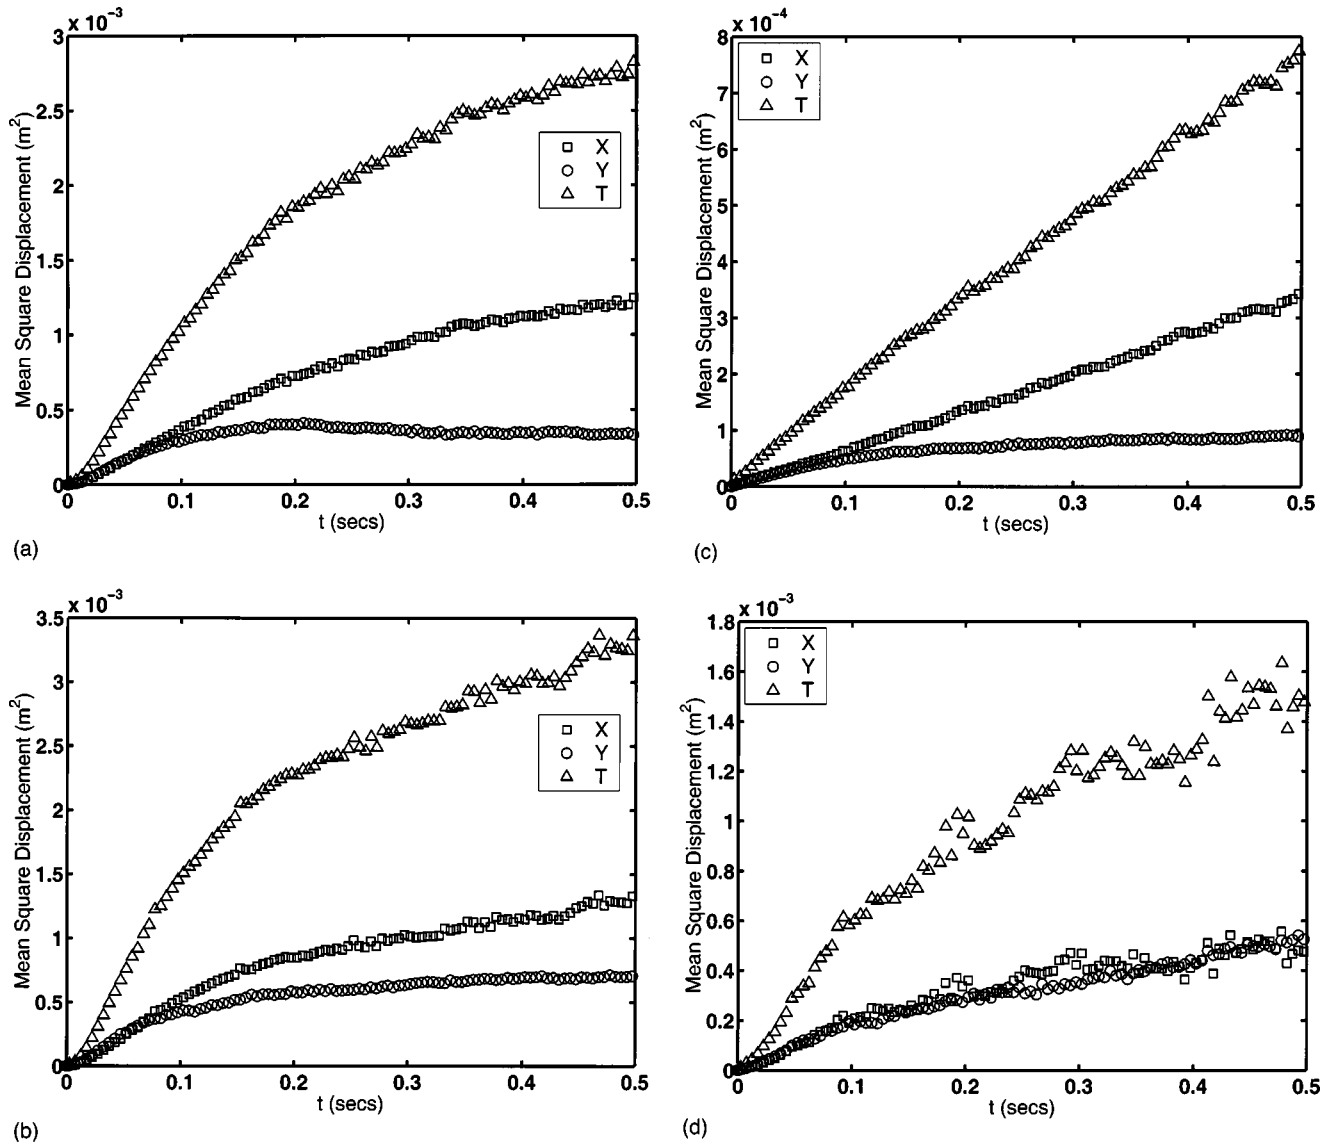 x 10⁻³
3
2.5
2
1.5
1
0.5
0
Mean Square Displacement (m²)
X
Y
T
0 0.1 0.2 0.3 0.4 0.5
t (secs)
(a)
x 10⁻⁴
8
6
4
3
2
1
0
Mean Square Displacement (m²)
X
Y
T
0 0.1 0.2 0.3 0.4 0.5
t (secs)
(c)
x 10⁻³
3.5
3
2.5
2
1.5
1
0.5
0
Mean Square Displacement (m²)
X
Y
T
0 0.1 0.2 0.3 0.4 0.5
t (secs)
(b)
x 10⁻³
1.8
1.6
1.4
1.2
1
0.8
0.6
0.4
0.2
0
Mean Square Displacement (m²)
X
Y
T
0 0.1 0.2 0.3 0.4 0.5
t (secs)
(d)